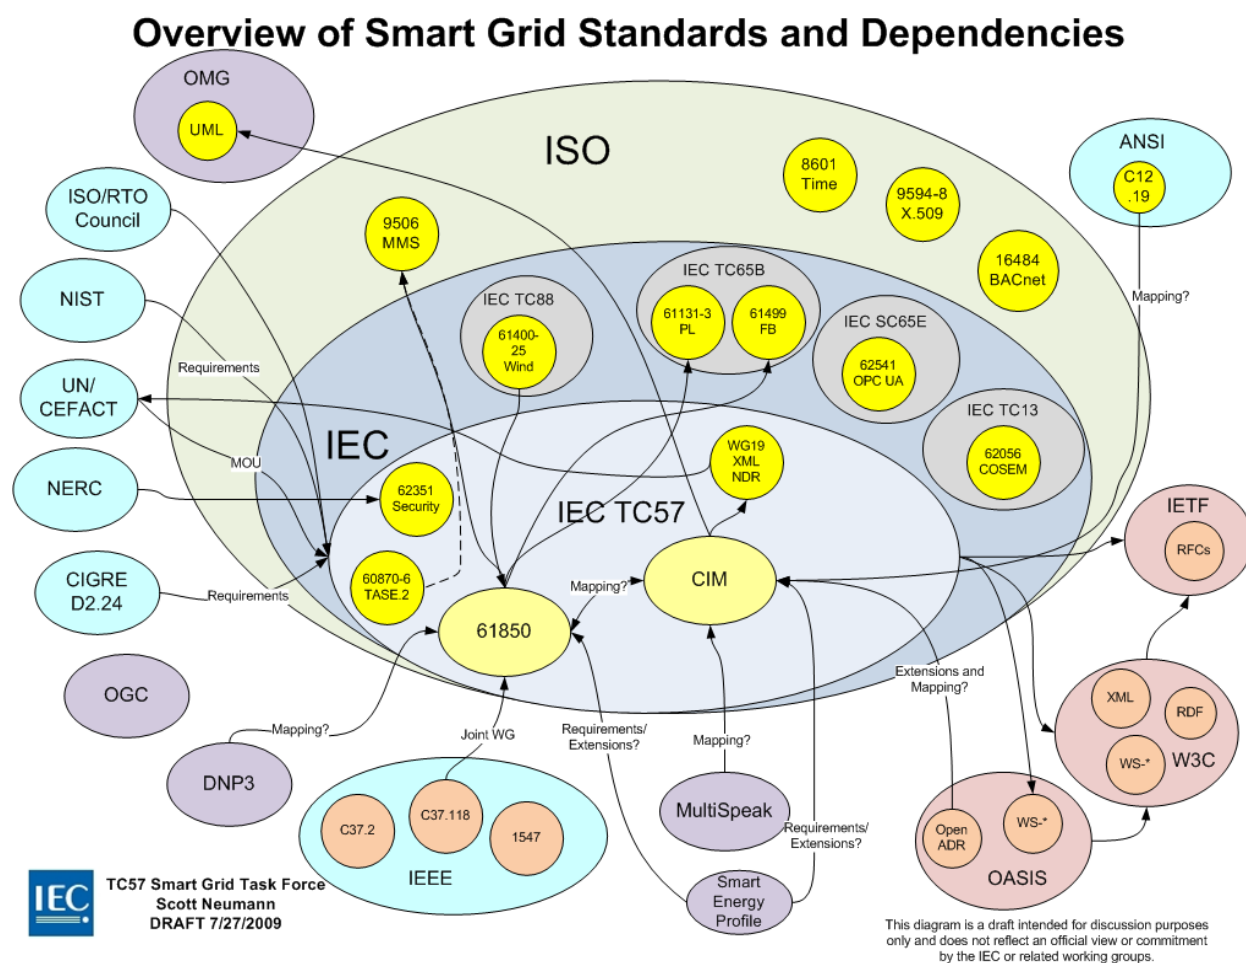 Overview of Smart Grid Standards and Dependencies
OMG
UML
ISO
ANSI
C12
.19
8601
Time
9594-8
X.509
16484
BACnet
ISO/RTO
Council
9506
MMS
NIST
IEC TC88
61400-
25
Wind
IEC TC65B
61131-3
PL
61499
FB
IEC SC65E
62541
OPC UA
Mapping?
Requirements
UN/
CEFACT
IEC TC13
62056
COSEM
MOU
IEC
WG19
XML
NDR
NERC
62351
Security
IEC TC57
IETF
RFCs
CIGRE
D2.24
Requirements
60870-6
TASE.2
Mapping?
CIM
61850
OGC
Extensions and
Mapping?
XML
RDF
WS-*
W3C
Mapping?
Joint WG
Requirements/
Extensions?
Mapping?
DNP3
MultiSpeak
C37.2
C37.118
1547
IEEE
Requirements/
Extensions?
Open
ADR
WS-*
OASIS
Smart
Energy
Profile
IEC
TC57 Smart Grid Task Force
Scott Neumann
DRAFT 7/27/2009
This diagram is a draft intended for discussion purposes
only and does not reflect an official view or commitment
by the IEC or related working groups.